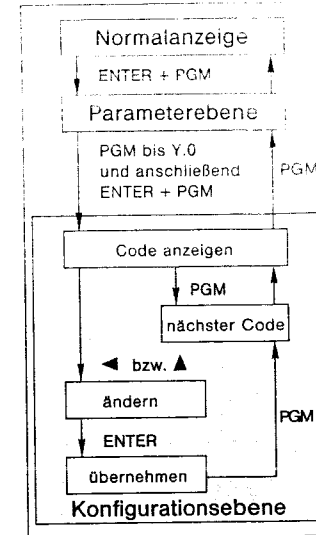 Normalanzeige
ENTER + PGM
Parameterebene
PGM bis Y.0
und anschließend
ENTER + PGM
PGM
Code anzeigen
PGM
nächster Code
◄ bzw. ▲
ändern
PGM
ENTER
übernehmen
Konfigurationsebene